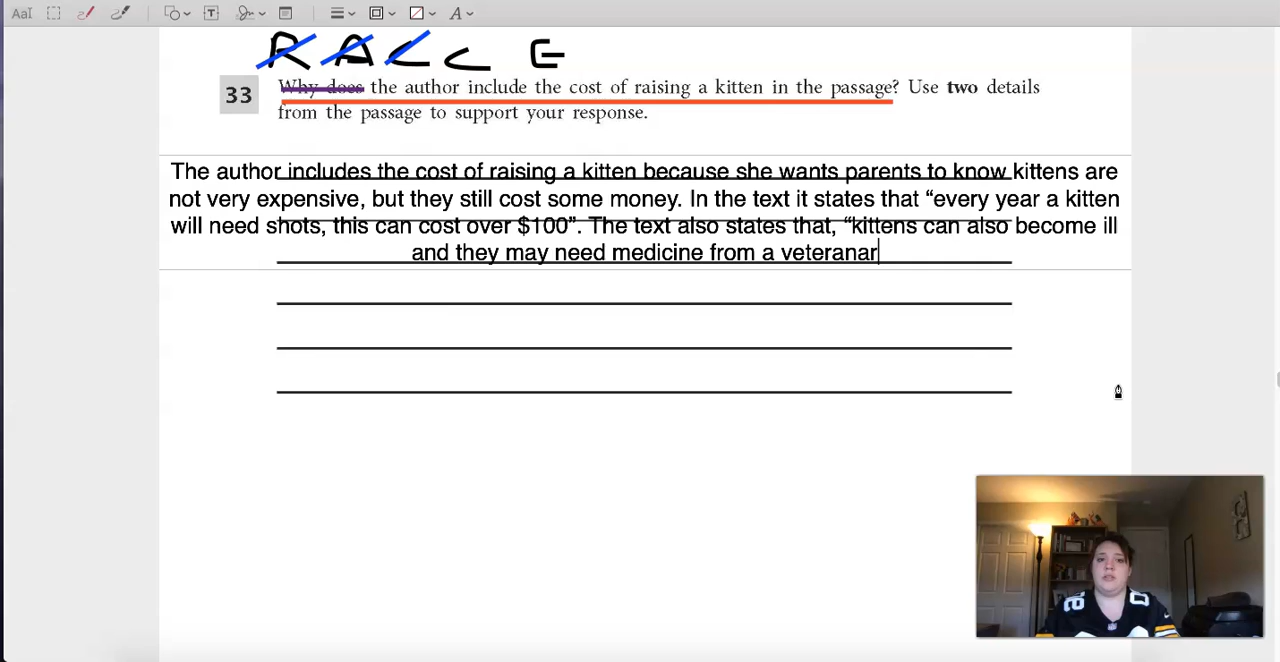 AaI T A
R A C C E
33 Why does the author include the cost of raising a kitten in the passage? Use two details
from the passage to support your response.
The author includes the cost of raising a kitten because she wants parents to know kittens are
not very expensive, but they still cost some money. In the text it states that “every year a kitten
will need shots, this can cost over $100”. The text also states that, “kittens can also become ill
and they may need medicine from a veteranar